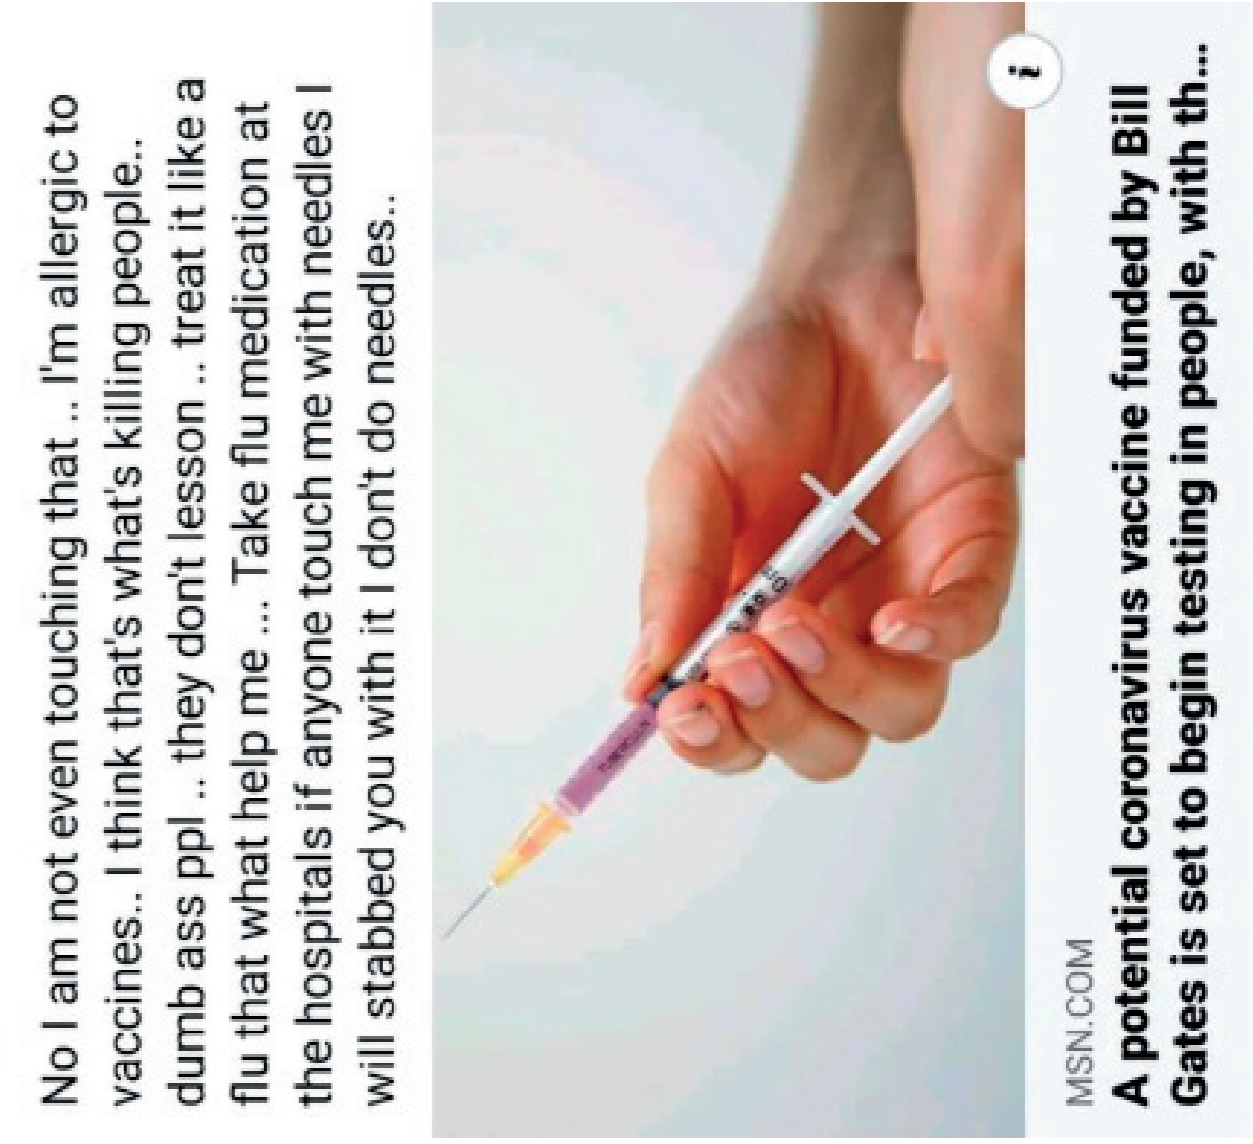 No I am not even touching that .. I'm allergic to
vaccines.. I think that's what's killing people..
dumb ass ppl .. they don't lesson .. treat it like a
flu that what help me ... Take flu medication at
the hospitals if anyone touch me with needles I
will stabbed you with it I don't do needles..
i
MSN.COM
A potential coronavirus vaccine funded by Bill
Gates is set to begin testing in people, with th...